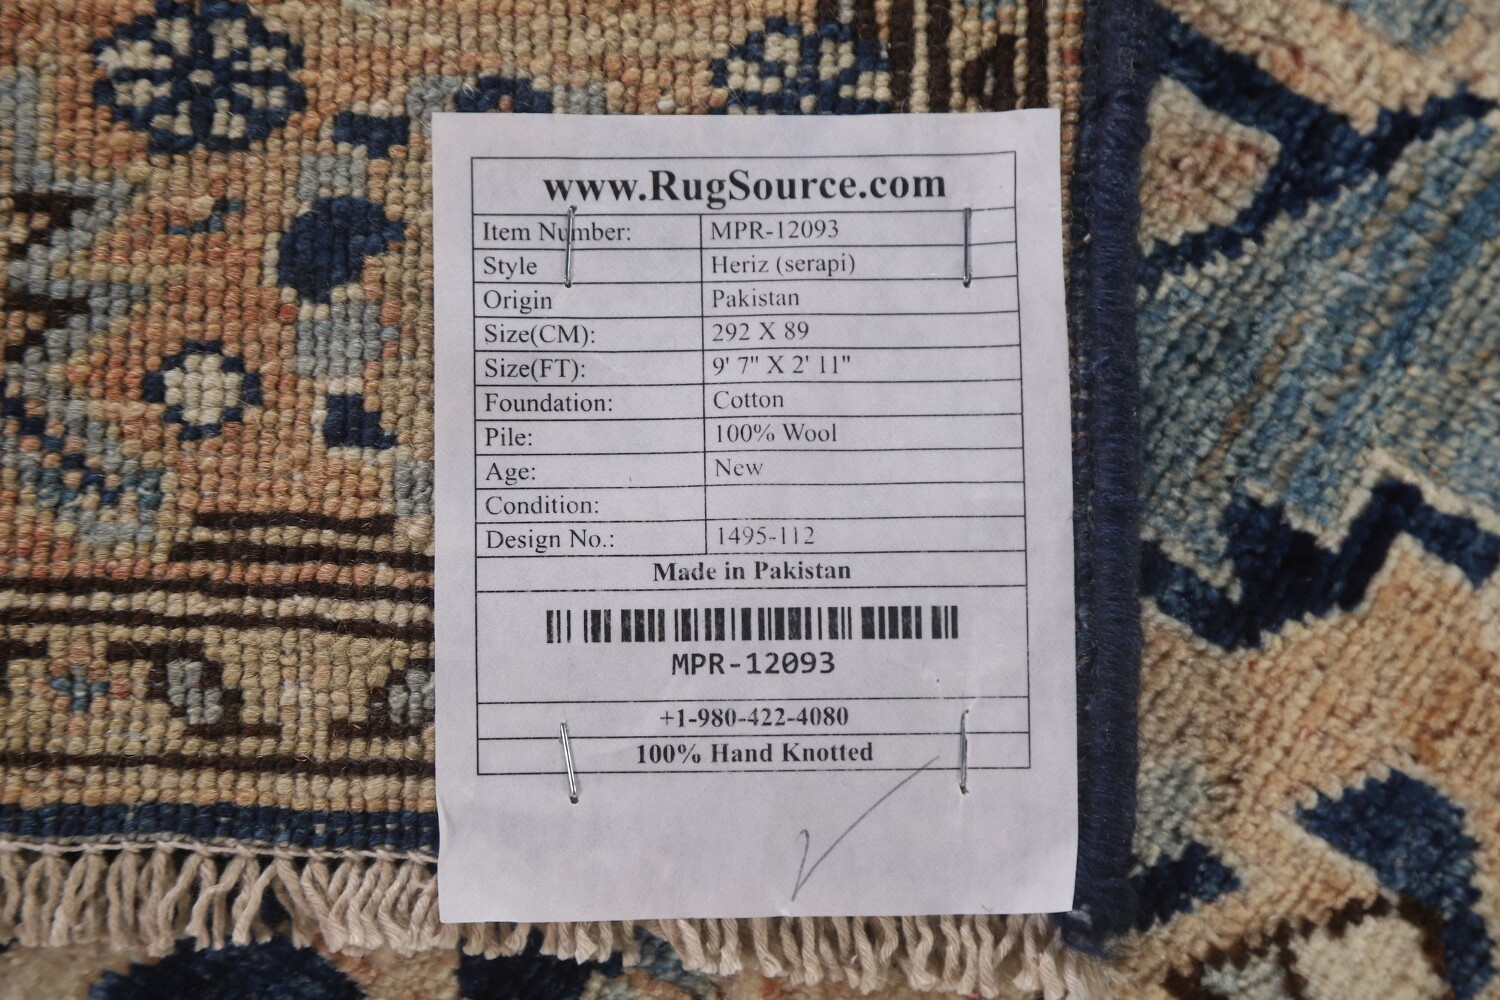 www.RugSource.com
Item Number: MPR-12093
Style Heriz (serapi)
Origin Pakistan
Size(CM): 292 X 89
Size(FT): 9' 7" X 2' 11"
Foundation: Cotton
Pile: 100% Wool
Age: New
Condition:
Design No.: 1495-112
Made in Pakistan
MPR-12093
+1-980-422-4080
100% Hand Knotted